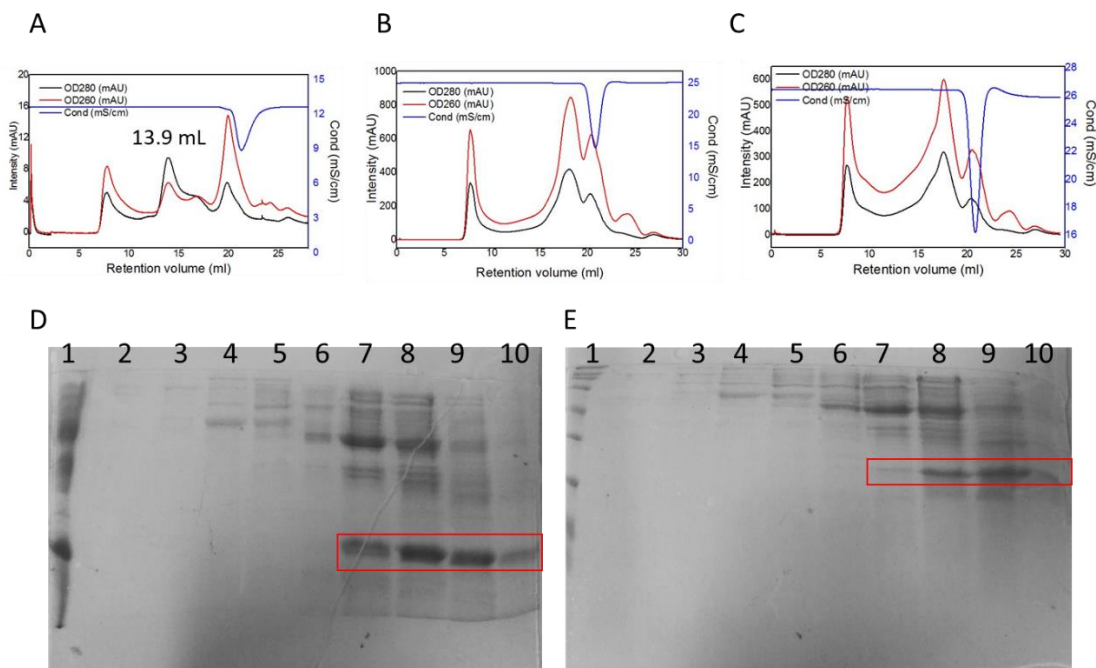 A
B
C
OD280 (mAU)
OD260 (mAU)
Cond (mS/cm)
13.9 mL
Intensity (mAU)
20
16
12
8
4
0
Cond (mS/cm)
15
12
9
6
3
0
0 5 10 15 20 25
Retention volume (ml)
OD280 (mAU)
OD260 (mAU)
Cond (mS/cm)
Intensity (mAU)
1000
800
600
400
200
0
Cond (mS/cm)
25
20
15
10
5
0
0 5 10 15 20 25 30
Retention volume (ml)
OD280 (mAU)
OD260 (mAU)
Cond (mS/cm)
Intensity (mAU)
600
500
400
300
200
100
0
Cond (mS/cm)
28
26
24
22
20
18
16
0 5 10 15 20 25 30
Retention volume (ml)
D
1 2 3 4 5 6 7 8 9 10
E
1 2 3 4 5 6 7 8 9 10